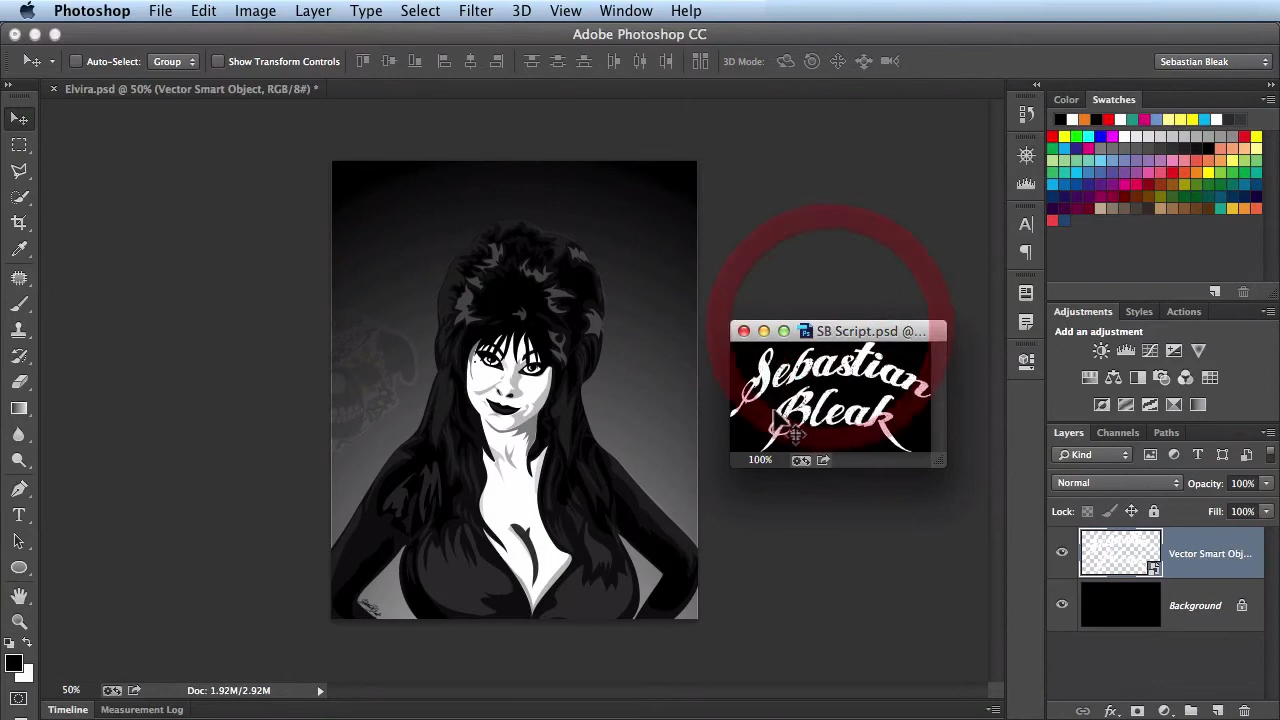 Photoshop File Edit Image Layer Type Select Filter 3D View Window Help
Adobe Photoshop CC
Auto-Select: Group Show Transform Controls 3D Mode: Sebastian Bleak
× Elvira.psd @ 50% (Vector Smart Object, RGB/8#) *
Color Swatches
SB Script.psd @...
Sebastian
Bleak
100%
Adjustments Styles Actions
Add an adjustment
Layers Channels Paths
Kind
Normal Opacity: 100%
Lock: Fill: 100%
Vector Smart Obj...
Background
50% Doc: 1.92M/2.92M
Timeline Measurement Log